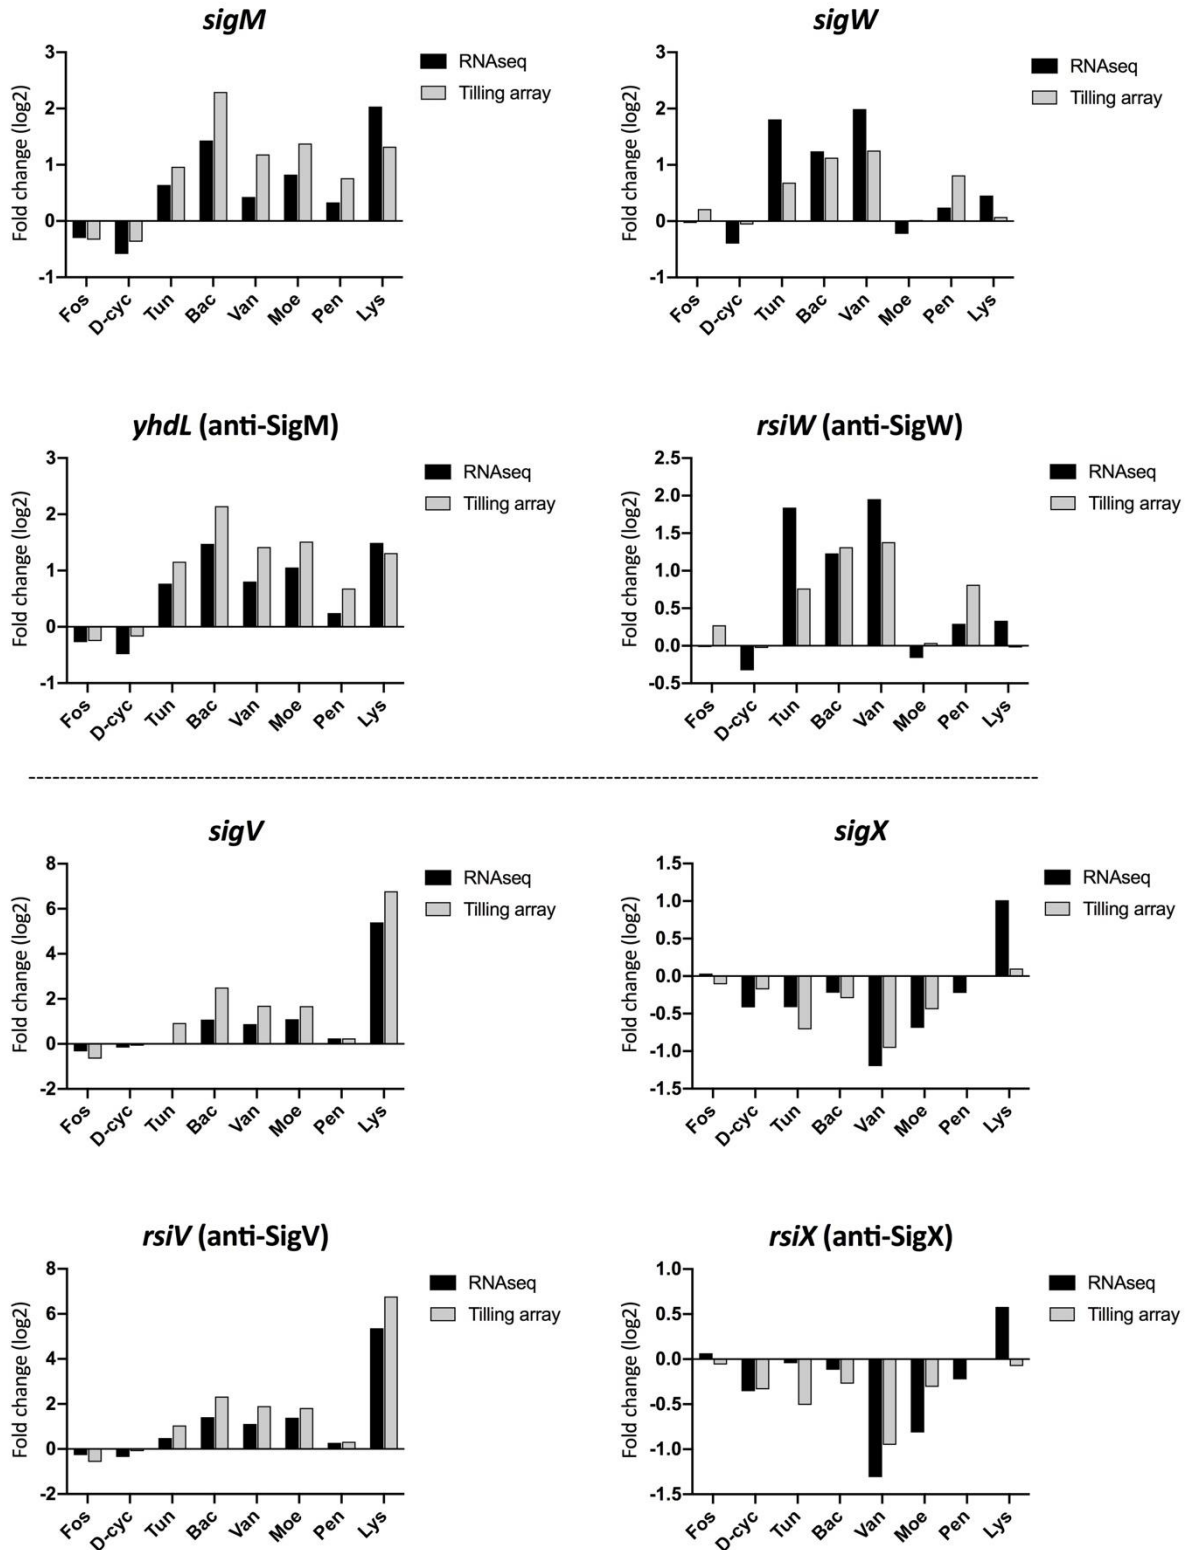 sigM
Fold change (log2)
3
2
1
0
-1
Fos
D-cyc
Tun
Bac
Van
Moe
Pen
Lys
RNAseq
Tilling array
sigW
Fold change (log2)
3
2
1
0
-1
Fos
D-cyc
Tun
Bac
Van
Moe
Pen
Lys
RNAseq
Tilling array
yhdL (anti-SigM)
Fold change (log2)
3
2
1
0
-1
Fos
D-cyc
Tun
Bac
Van
Moe
Pen
Lys
RNAseq
Tilling array
rsiW (anti-SigW)
Fold change (log2)
2.5
2.0
1.5
1.0
0.5
0.0
-0.5
Fos
D-cyc
Tun
Bac
Van
Moe
Pen
Lys
RNAseq
Tilling array
sigV
Fold change (log2)
8
6
4
2
0
-2
Fos
D-cyc
Tun
Bac
Van
Moe
Pen
Lys
RNAseq
Tilling array
sigX
Fold change (log2)
1.5
1.0
0.5
0.0
-0.5
-1.0
-1.5
Fos
D-cyc
Tun
Bac
Van
Moe
Pen
Lys
RNAseq
Tilling array
rsiV (anti-SigV)
Fold change (log2)
8
6
4
2
0
-2
Fos
D-cyc
Tun
Bac
Van
Moe
Pen
Lys
RNAseq
Tilling array
rsiX (anti-SigX)
Fold change (log2)
1.0
0.5
0.0
-0.5
-1.0
-1.5
Fos
D-cyc
Tun
Bac
Van
Moe
Pen
Lys
RNAseq
Tilling array